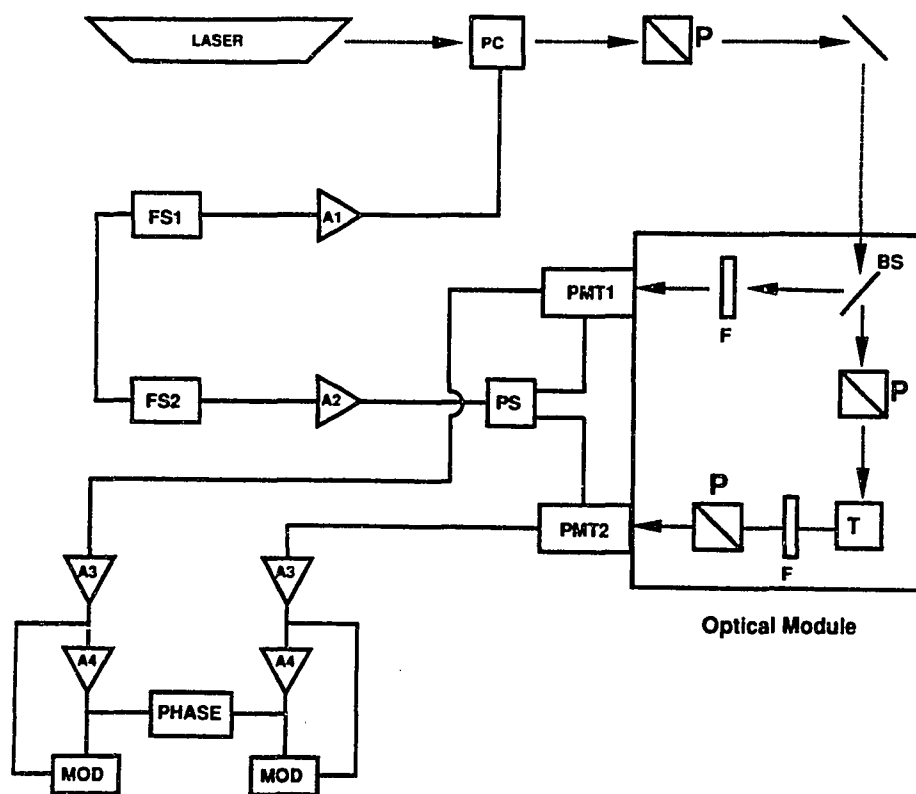 LASER
PC
P
FS1
A1
BS
PMT1
F
FS2
A2
PS
P
P
PMT2
F
T
A3
A3
Optical Module
A4
A4
PHASE
MOD
MOD